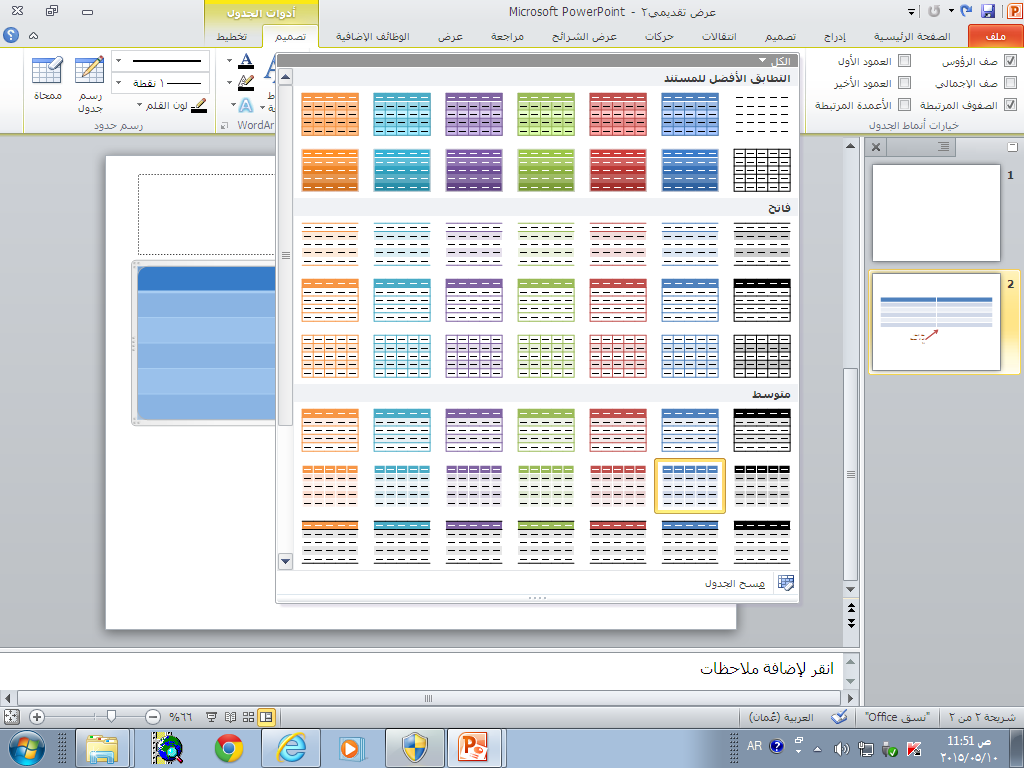 عرض تقديمي٢ - Microsoft PowerPoint
أدوات الجدول
ملف
الصفحة الرئيسية
إدراج
تصميم
انتقالات
حركات
عرض الشرائح
مراجعة
عرض
الوظائف الإضافية
تصميم
تخطيط
صف الرؤوس
العمود الأول
صف الإجمالي
العمود الأخير
الصفوف المرتبطة
الأعمدة المرتبطة
خيارات أنماط الجدول
WordArt
١ نقطة
لون القلم
رسم جدول
ممحاة
رسم حدود
الكل
التطابق الأفضل للمستند
فاتح
متوسط
مسح الجدول
1
2
انقر لإضافة ملاحظات
شريحة ٢ من ٢
"نسق Office"
العربية (عُمان)
٦٦%
AR
11:51 ص
٢٠١٥/٠٥/١٠